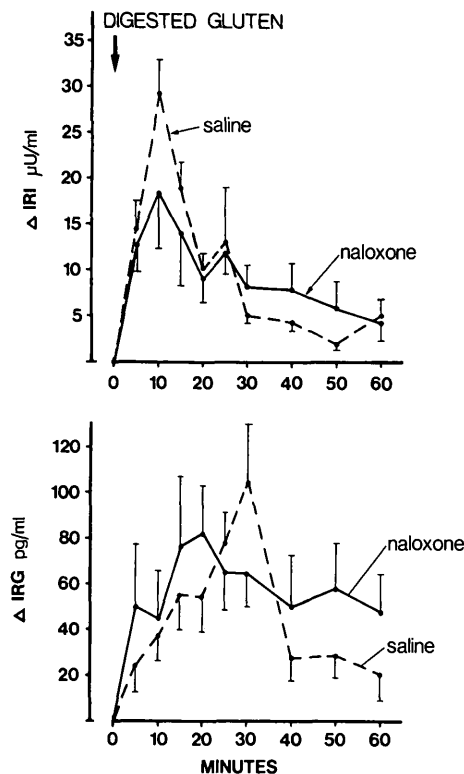 DIGESTED GLUTEN
35
30
25
20
15
10
5
Δ IRI µU/ml
saline
naloxone
0 10 20 30 40 50 60
120
100
80
60
40
20
Δ IRG pg/ml
naloxone
saline
0 10 20 30 40 50 60
MINUTES